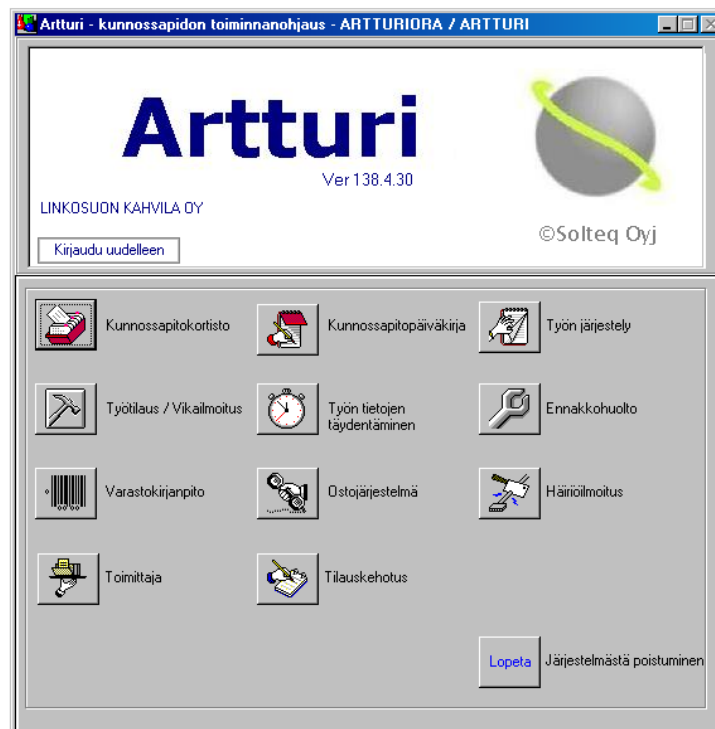 Artturi - kunnossapidon toiminnanohjaus - ARTTURIORA / ARTTURI
Artturi
Ver 138.4.30
LINKOSUON KAHVILA OY
©Solteq Oyj
Kirjaudu uudelleen
Kunnossapitokortisto
Kunnossapitopäiväkirja
Työn järjestely
Työtilaus / Vikailmoitus
Työn tietojen
täydentäminen
Ennakkohuolto
Varastokirjanpito
Ostojärjestelmä
Häiriöilmoitus
Toimittaja
Tilauskehotus
Lopeta
Järjestelmästä poistuminen